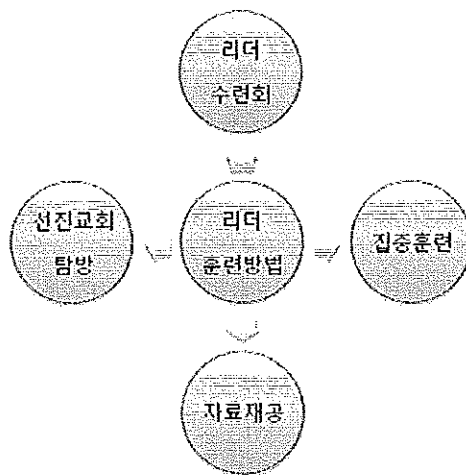 리더
수련회
선진교회
탐방
리더
훈련방법
집중훈련
자료재공